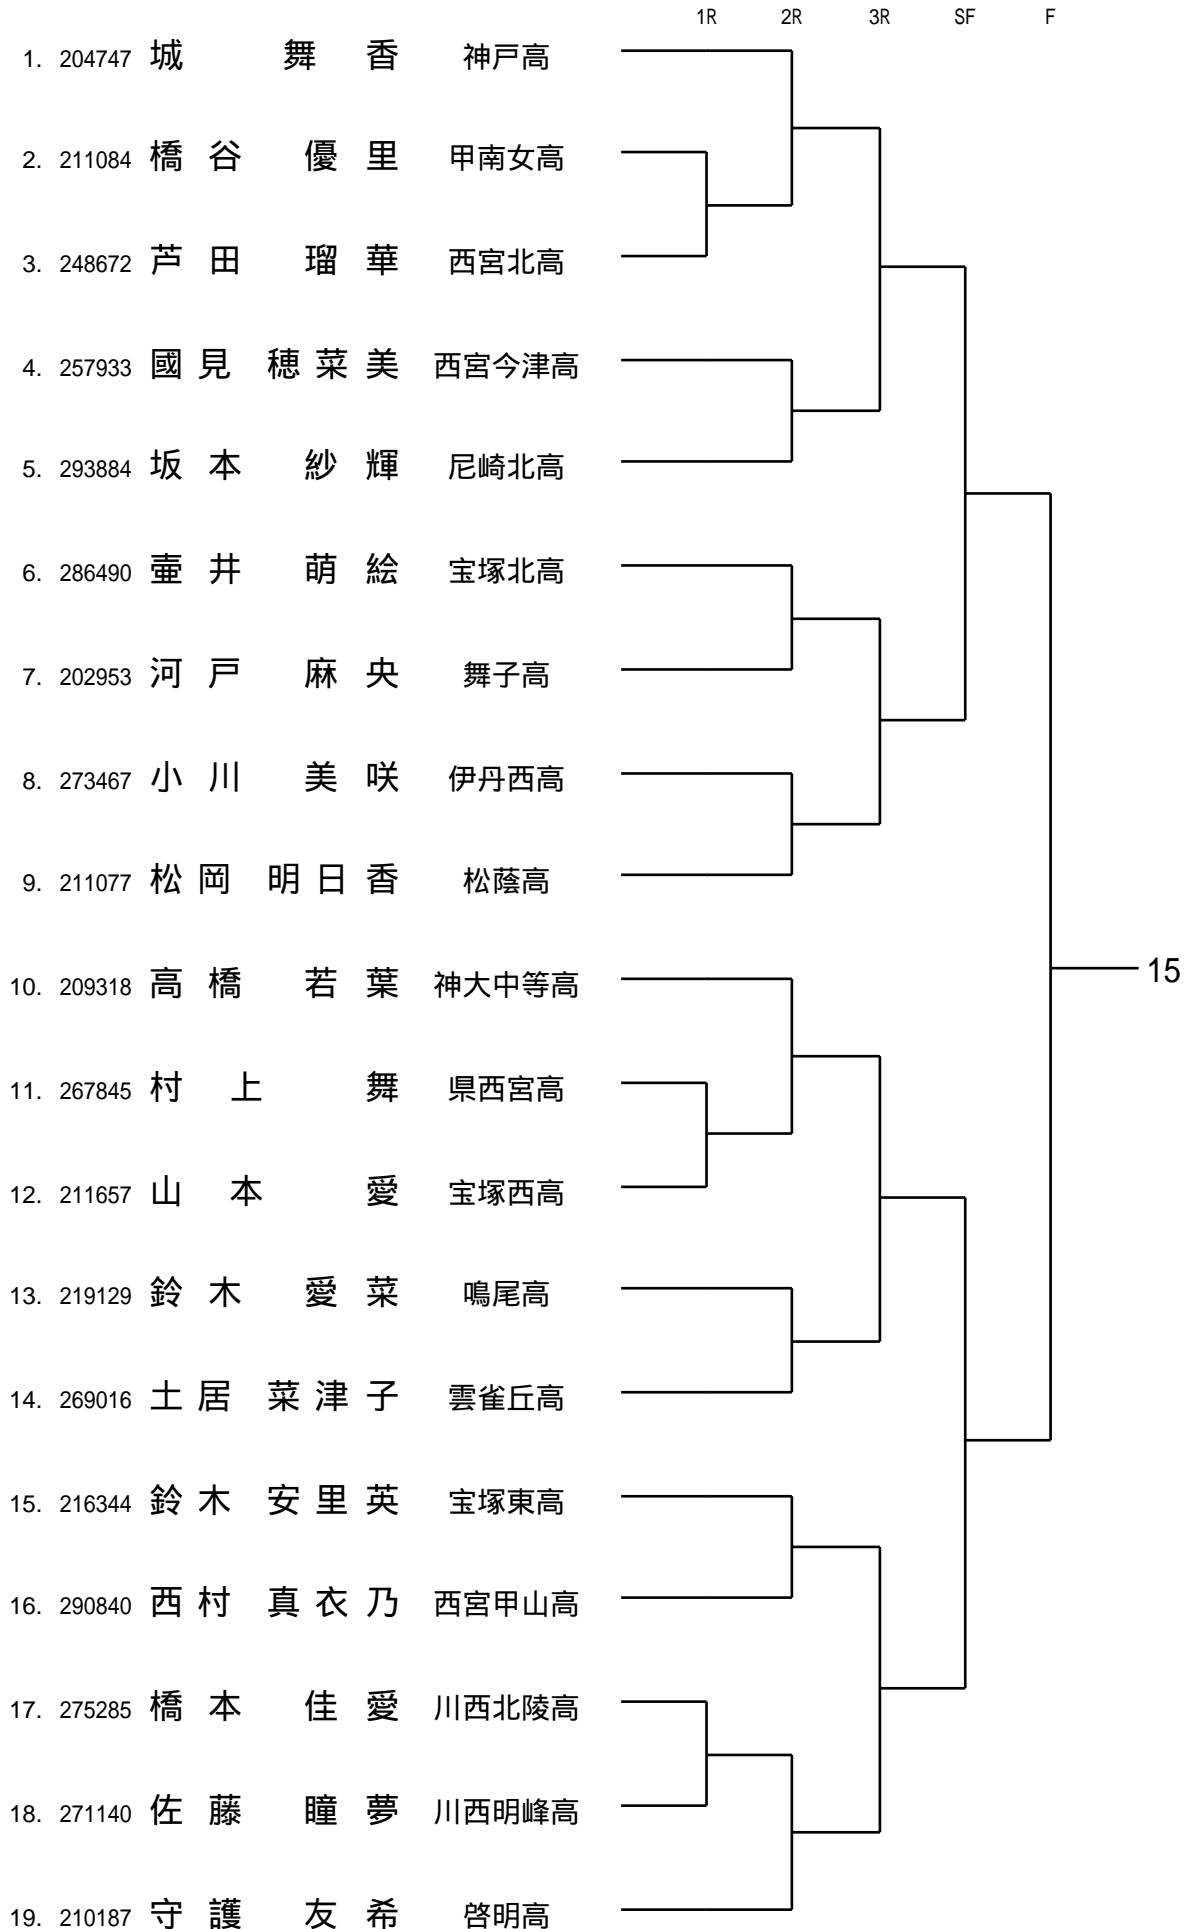 1R 2R 3R SF F
1. 204747 城 舞 香 神戸高
2. 211084 橋 谷 優 里 甲南女高
3. 248672 芦 田 瑠 華 西宮北高
4. 257933 國 見 穂 菜 美 西宮今津高
5. 293884 坂 本 紗 輝 尼崎北高
6. 286490 壷 井 萌 絵 宝塚北高
7. 202953 河 戸 麻 央 舞子高
8. 273467 小 川 美 咲 伊丹西高
9. 211077 松 岡 明 日 香 松蔭高
10. 209318 高 橋 若 葉 神大中等高
15
11. 267845 村 上 舞 県西宮高
12. 211657 山 本 愛 宝塚西高
13. 219129 鈴 木 愛 菜 鳴尾高
14. 269016 土 居 菜 津 子 雲雀丘高
15. 216344 鈴 木 安 里 英 宝塚東高
16. 290840 西 村 真 衣 乃 西宮甲山高
17. 275285 橋 本 佳 愛 川西北陵高
18. 271140 佐 藤 瞳 夢 川西明峰高
19. 210187 守 護 友 希 啓明高